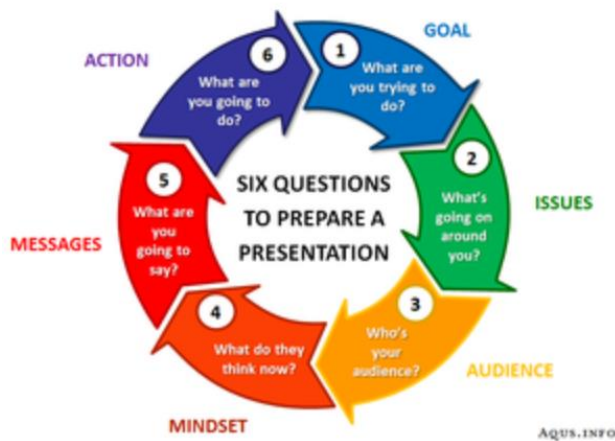 SIX QUESTIONS
TO PREPARE A
PRESENTATION
1
GOAL
What are
you trying to
do?
2
ISSUES
What's
going on
around
you?
3
AUDIENCE
Who's
your
audience?
4
MINDSET
What do they
think now?
5
MESSAGES
What are
you
going to
say?
6
ACTION
What are
you going to
do?
AQUS.INFO